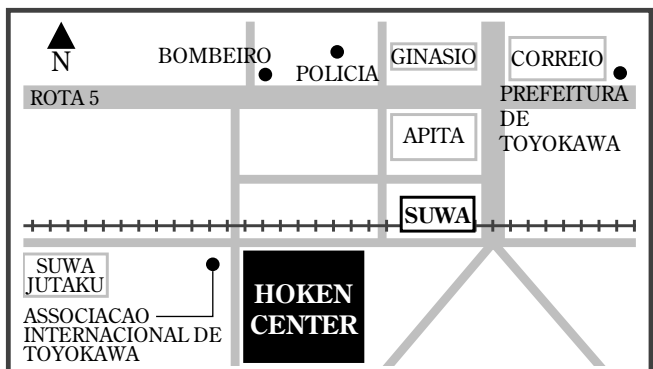 N
BOMBEIRO
POLICIA
GINASIO
CORREIO
ROTA 5
PREFEITURA
DE
TOYOKAWA
APITA
SUWA
SUWA
JUTAKU
ASSOCIACAO
INTERNACIONAL DE
TOYOKAWA
HOKEN
CENTER